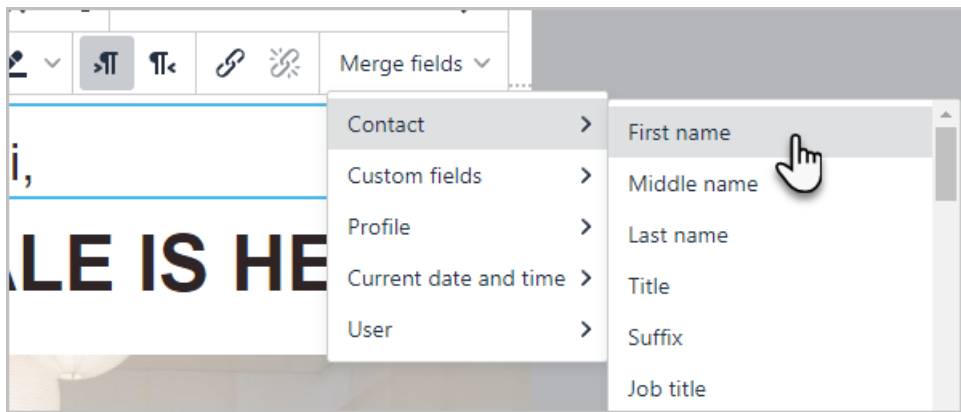 Merge fields
Contact
Custom fields
Profile
Current date and time
User
First name
Middle name
Last name
Title
Suffix
Job title
i,
LE IS HE